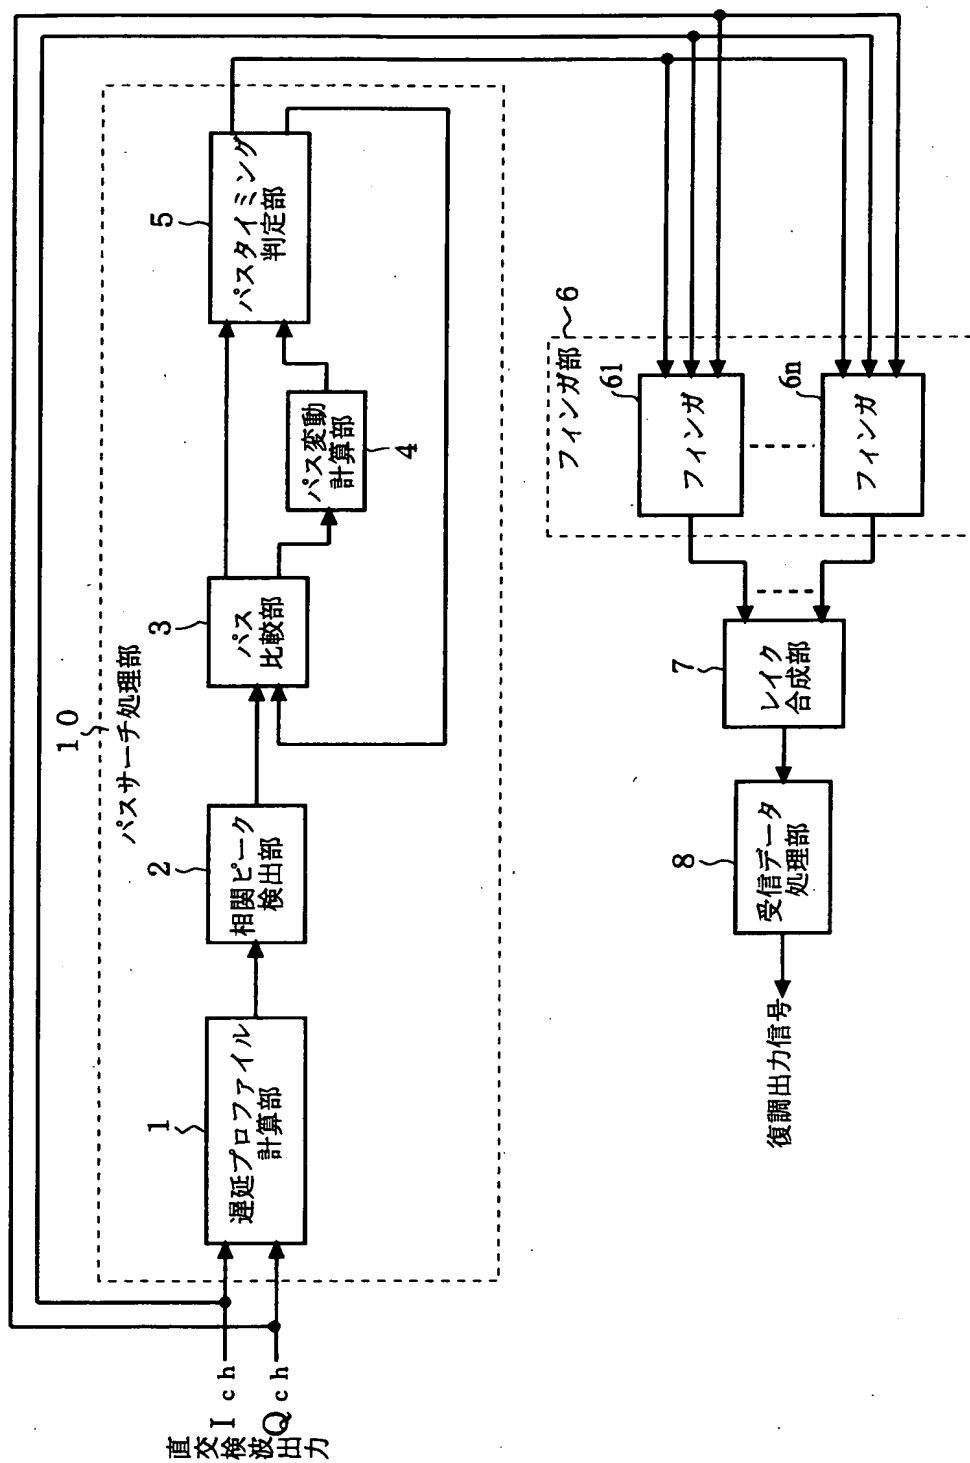 直交検波出力
Ich
Qch
10
パスサーチ処理部
1
遅延プロファイル
計算部
2
相関ピーク
検出部
3
パス
比較部
パス変動
計算部
4
5
パスタイミング
判定部
フィンガ部
6
61
フィンガ
6n
フィンガ
7
レイク
合成部
8
受信データ
処理部
復調出力信号